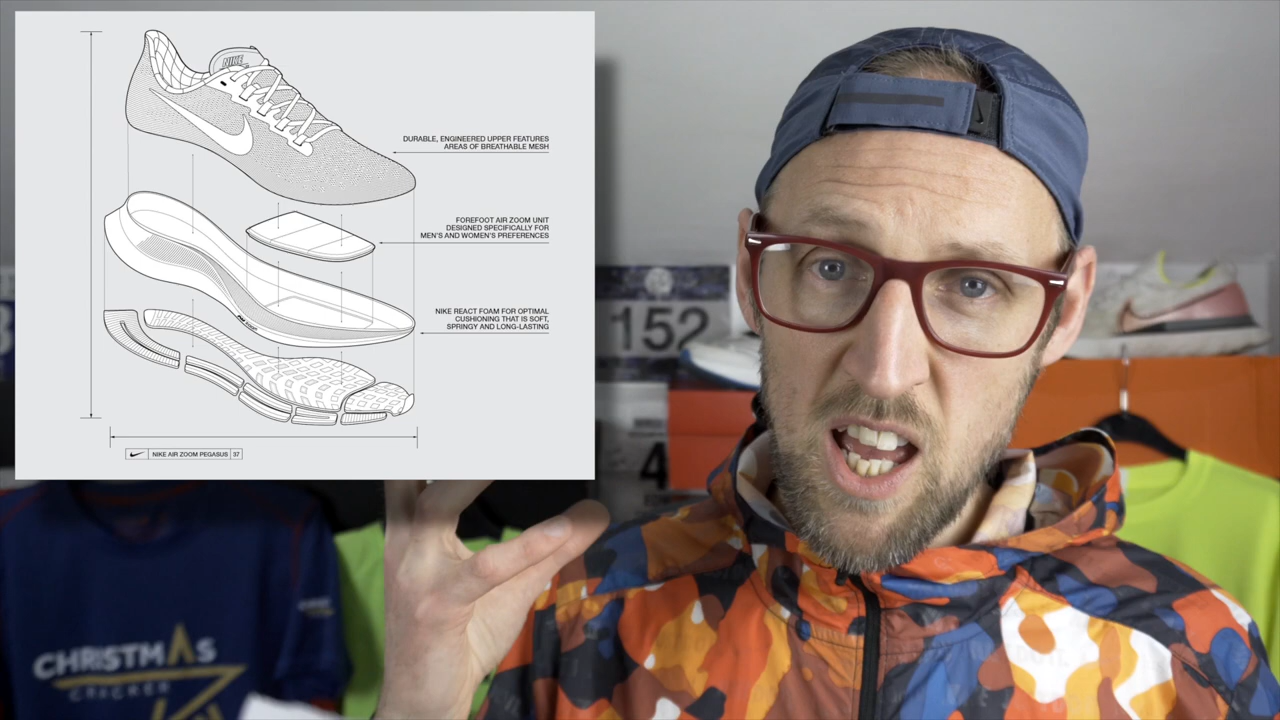 NIKE
DURABLE, ENGINEERED UPPER FEATURES
AREAS OF BREATHABLE MESH
FOREFOOT AIR ZOOM UNIT
DESIGNED SPECIFICALLY FOR
MEN'S AND WOMEN'S PREFERENCES
NIKE REACT FOAM FOR OPTIMAL
CUSHIONING THAT IS SOFT,
SPRINGY AND LONG-LASTING
NIKE AIR ZOOM PEGASUS 37
152
4
CHRISTMAS
CRACKER